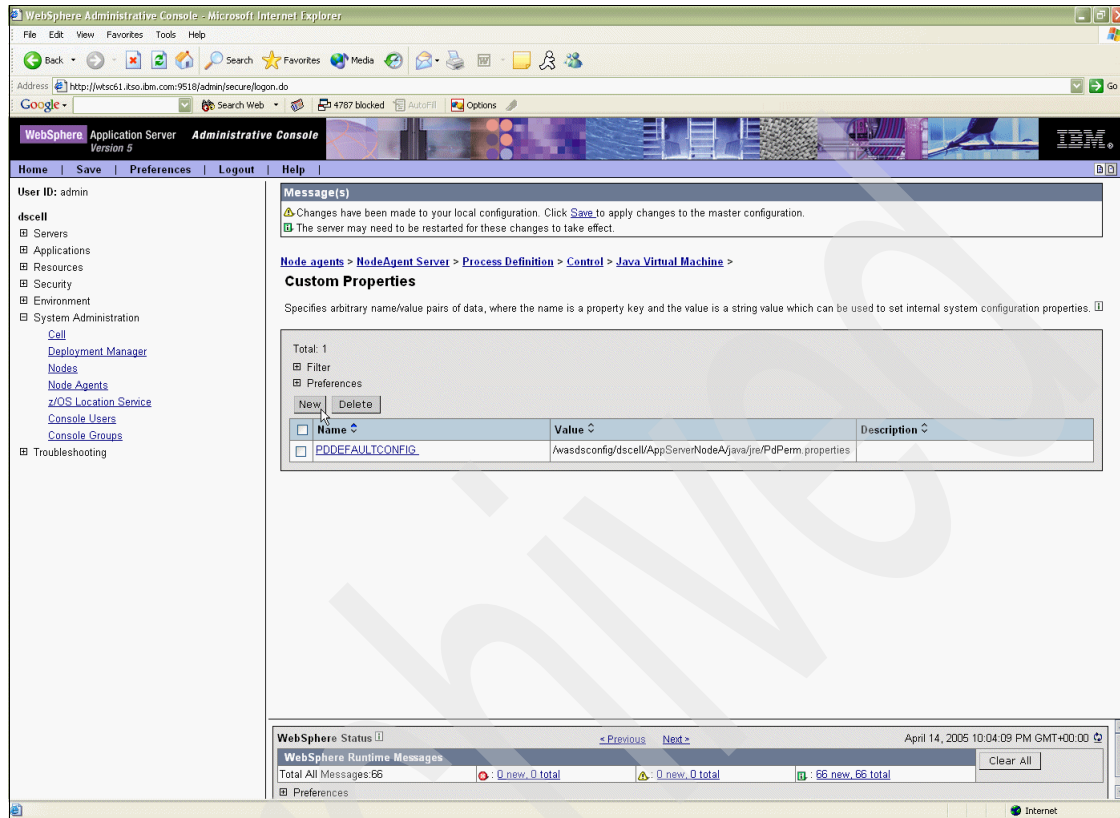 WebSphere Administrative Console - Microsoft Internet Explorer
File Edit View Favorites Tools Help
Back Search Favorites Media
Address http://wtsc61.itso.ibm.com:9518/admin/secure/logon.do Go
Google Search Web 4787 blocked AutoFill Options
WebSphere Application Server Administrative Console
Version 5
IBM
Home | Save | Preferences | Logout | Help |
User ID: admin
dscell
Servers
Applications
Resources
Security
Environment
System Administration
Cell
Deployment Manager
Nodes
Node Agents
z/OS Location Service
Console Users
Console Groups
Troubleshooting
Message(s)
Changes have been made to your local configuration. Click Save to apply changes to the master configuration.
The server may need to be restarted for these changes to take effect.
Node agents > NodeAgent Server > Process Definition > Control > Java Virtual Machine >
Custom Properties
Specifies arbitrary name/value pairs of data, where the name is a property key and the value is a string value which can be used to set internal system configuration properties.
Total: 1
Filter
Preferences
New Delete
Name Value Description
PDDEFAULTCONFIG /wasdsconfig/dscell/AppServerNodeA/java/jre/PdPerm.properties
WebSphere Status < Previous Next > April 14, 2005 10:04:09 PM GMT+00:00
WebSphere Runtime Messages Clear All
Total All Messages:66 : 0 new, 0 total : 0 new, 0 total : 66 new, 66 total
Preferences
Internet